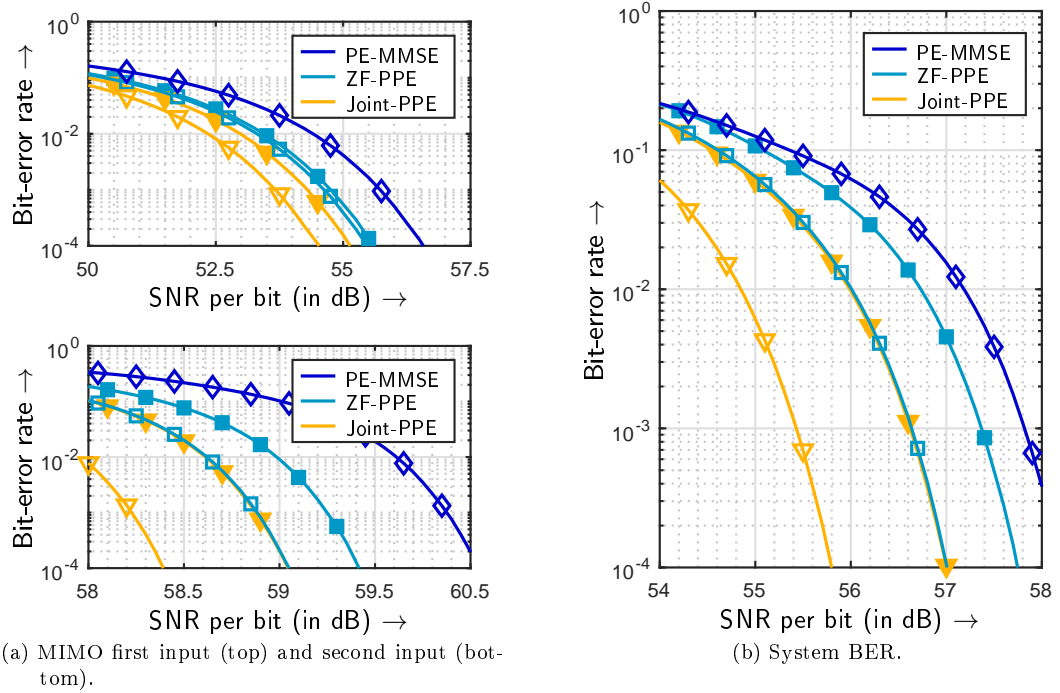 10^0
10^-2
10^-4
Bit-error rate →
PE-MMSE
ZF-PPE
Joint-PPE
50
52.5
55
57.5
SNR per bit (in dB) →
10^0
10^-2
10^-4
Bit-error rate →
PE-MMSE
ZF-PPE
Joint-PPE
58
58.5
59
59.5
60.5
SNR per bit (in dB) →
(a) MIMO first input (top) and second input (bot-
tom).
10^0
10^-1
10^-2
10^-3
10^-4
Bit-error rate →
PE-MMSE
ZF-PPE
Joint-PPE
54
55
56
57
58
SNR per bit (in dB) →
(b) System BER.